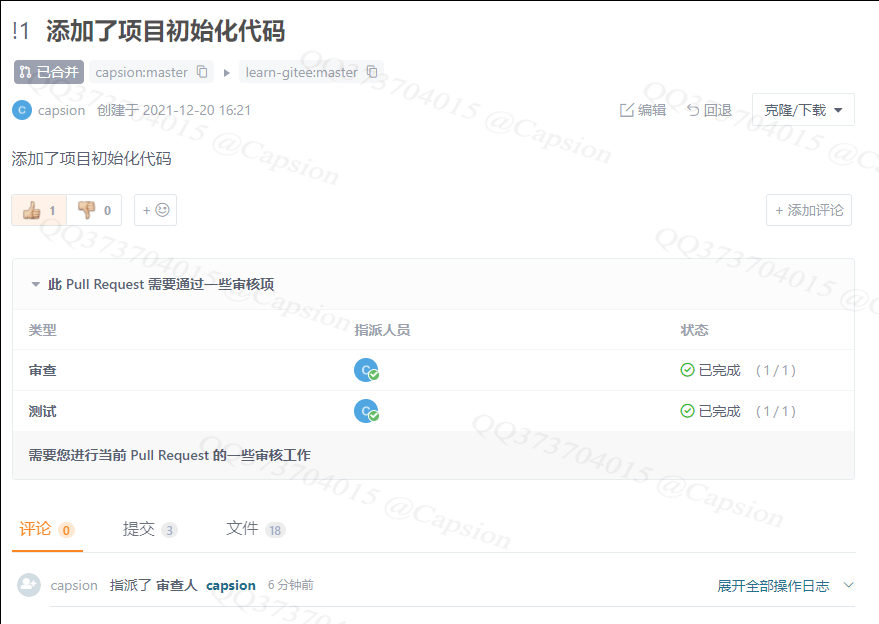 !1 添加了项目初始化代码
已合并 capsion:master learn-gitee:master
C capsion 创建于 2021-12-20 16:21 编辑 回退 克隆/下载
添加了项目初始化代码
1 0 + + 添加评论
此 Pull Request 需要通过一些审核项
类型 指派人员 状态
审查 C 已完成 (1/1)
测试 C 已完成 (1/1)
需要您进行当前 Pull Request 的一些审核工作
评论 0 提交 3 文件 18
capsion 指派了 审查人 capsion 6 分钟前 展开全部操作日志
QQ373704015 @Capsion